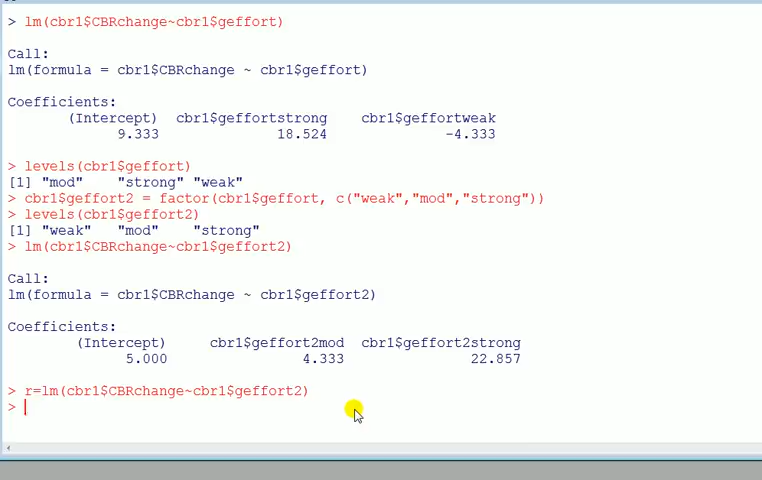 > lm(cbr1$CBRchange~cbr1$geffort)
Call:
lm(formula = cbr1$CBRchange ~ cbr1$geffort)
Coefficients:
(Intercept) cbr1$geffortstrong cbr1$geffortweak
9.333 18.524 -4.333
> levels(cbr1$geffort)
[1] "mod" "strong" "weak"
> cbr1$geffort2 = factor(cbr1$geffort, c("weak","mod","strong"))
> levels(cbr1$geffort2)
[1] "weak" "mod" "strong"
> lm(cbr1$CBRchange~cbr1$geffort2)
Call:
lm(formula = cbr1$CBRchange ~ cbr1$geffort2)
Coefficients:
(Intercept) cbr1$geffort2mod cbr1$geffort2strong
5.000 4.333 22.857
> r=lm(cbr1$CBRchange~cbr1$geffort2)
>